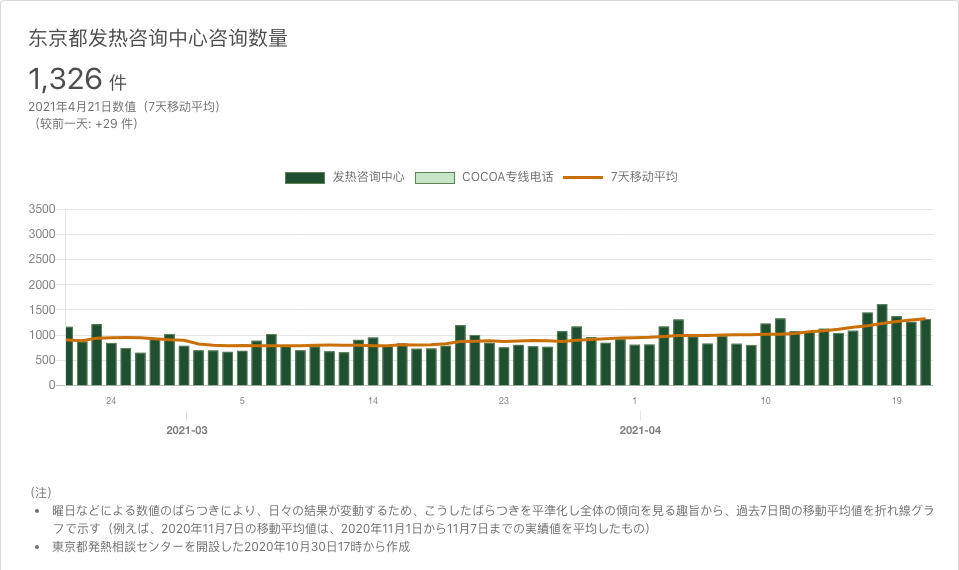 东京都发热咨询中心咨询数量
1,326 件
2021年4月21日数值（7天移动平均）
（较前一天: +29 件）
发热咨询中心 COCOA专线电话 7天移动平均
3500
3000
2500
2000
1500
1000
500
0
24 5 14 23 1 10 19
2021-03 2021-04
（注）
• 曜日などによる数値のばらつきにより、日々の結果が変動するため、こうしたばらつきを平準化し全体の傾向を見る趣旨から、過去7日間の移動平均値を折れ線グラ
フで示す（例えば、2020年11月7日の移動平均値は、2020年11月1日から11月7日までの実績値を平均したもの）
• 東京都発熱相談センターを開設した2020年10月30日17時から作成